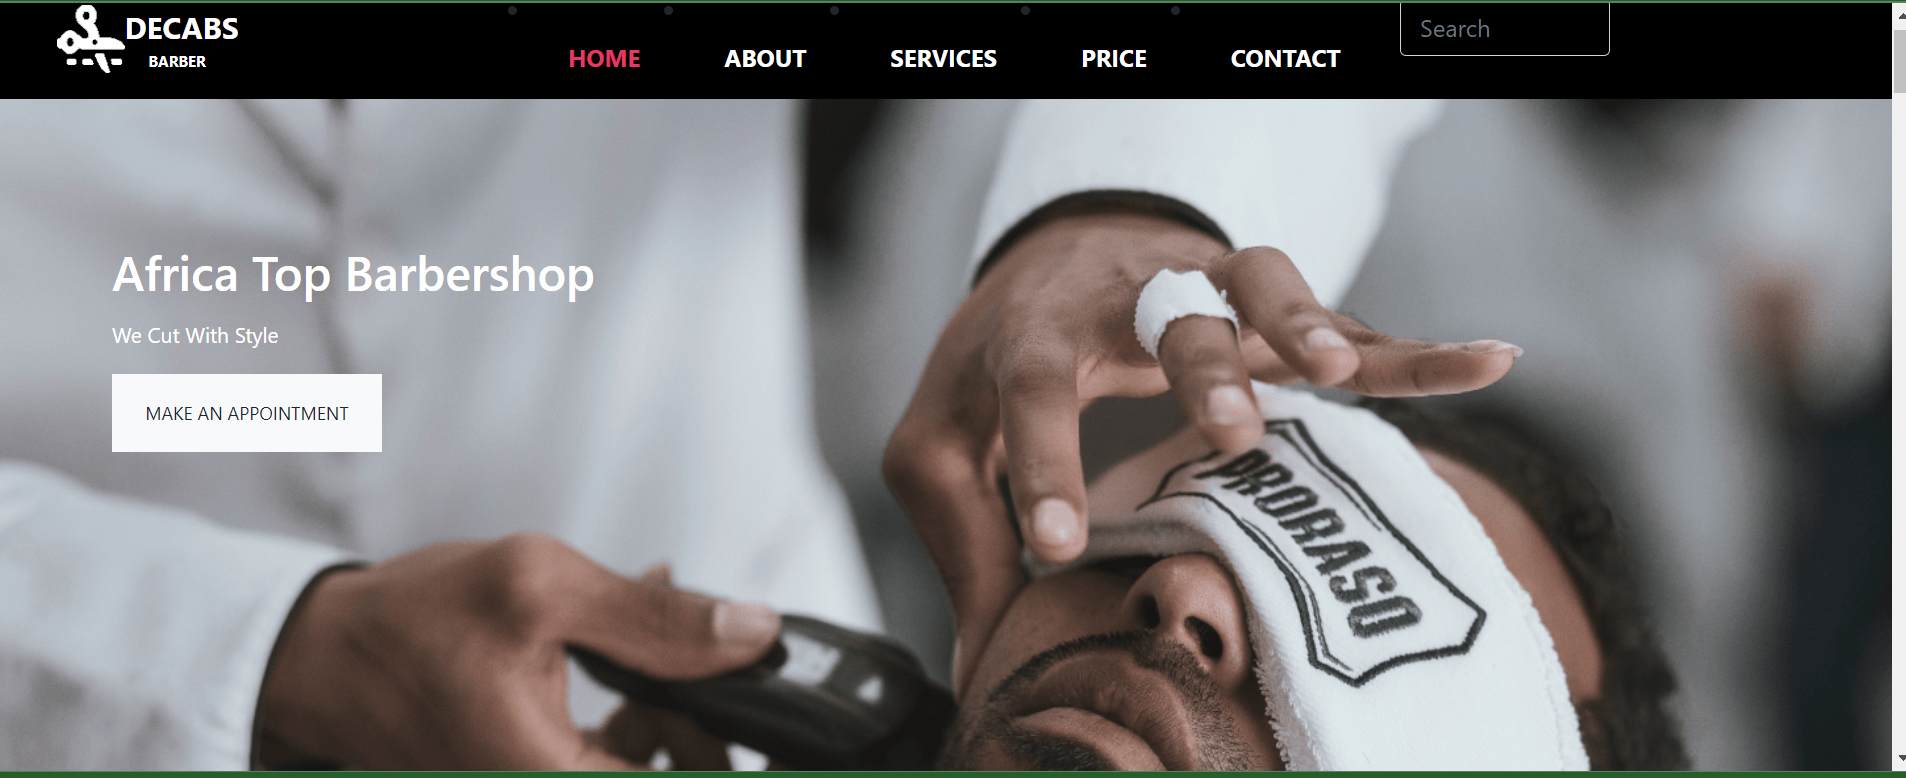 DECABS
BARBER
HOME ABOUT SERVICES PRICE CONTACT
Search
Africa Top Barbershop
We Cut With Style
MAKE AN APPOINTMENT
PRORASO